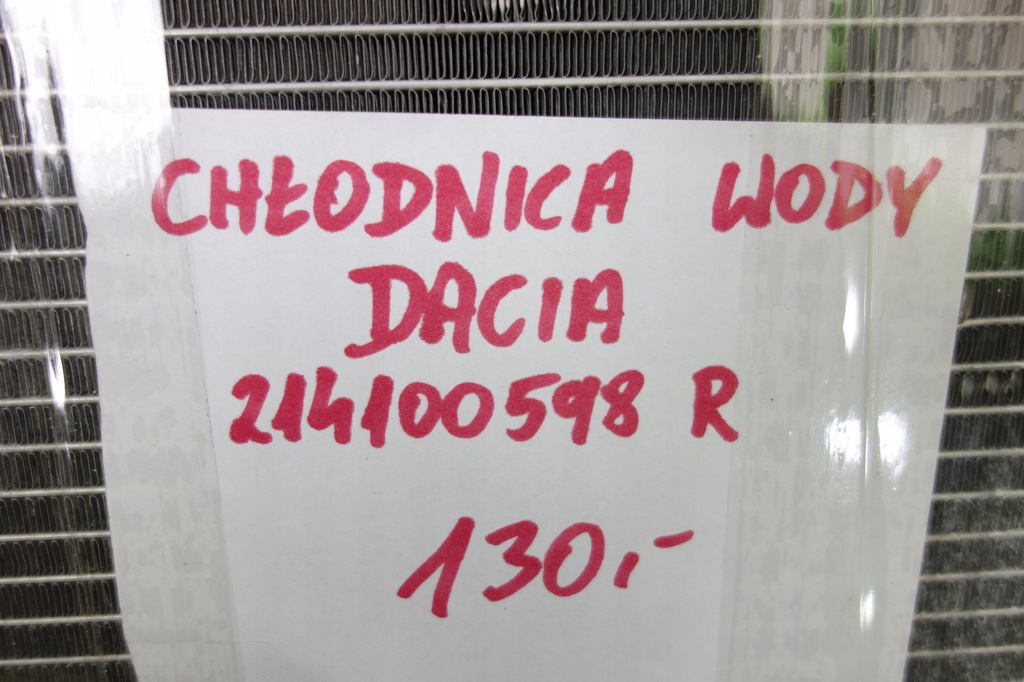 CHŁODNICA WODY
DACIA
214100598 R
130,-